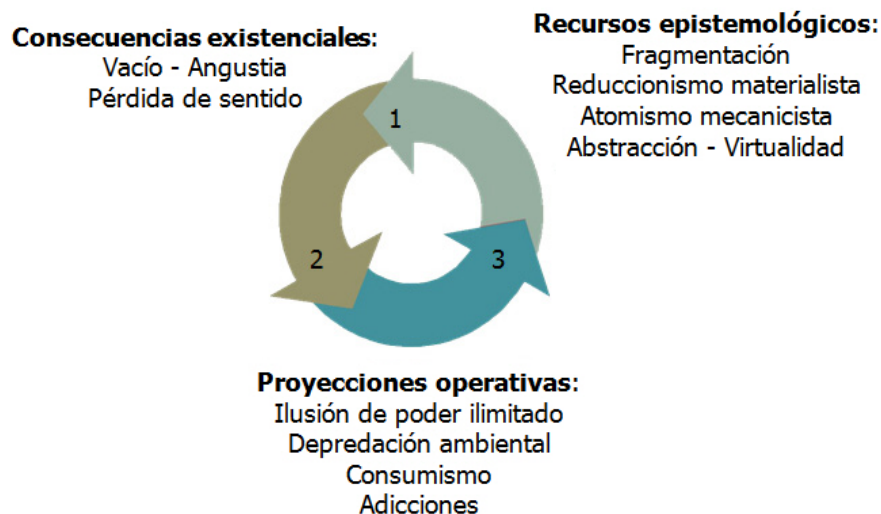 Consecuencias existenciales:
Vacío - Angustia
Pérdida de sentido
Recursos epistemológicos:
Fragmentación
Reduccionismo materialista
Atomismo mecanicista
Abstracción - Virtualidad
1
2
3
Proyecciones operativas:
Ilusión de poder ilimitado
Depredación ambiental
Consumismo
Adicciones